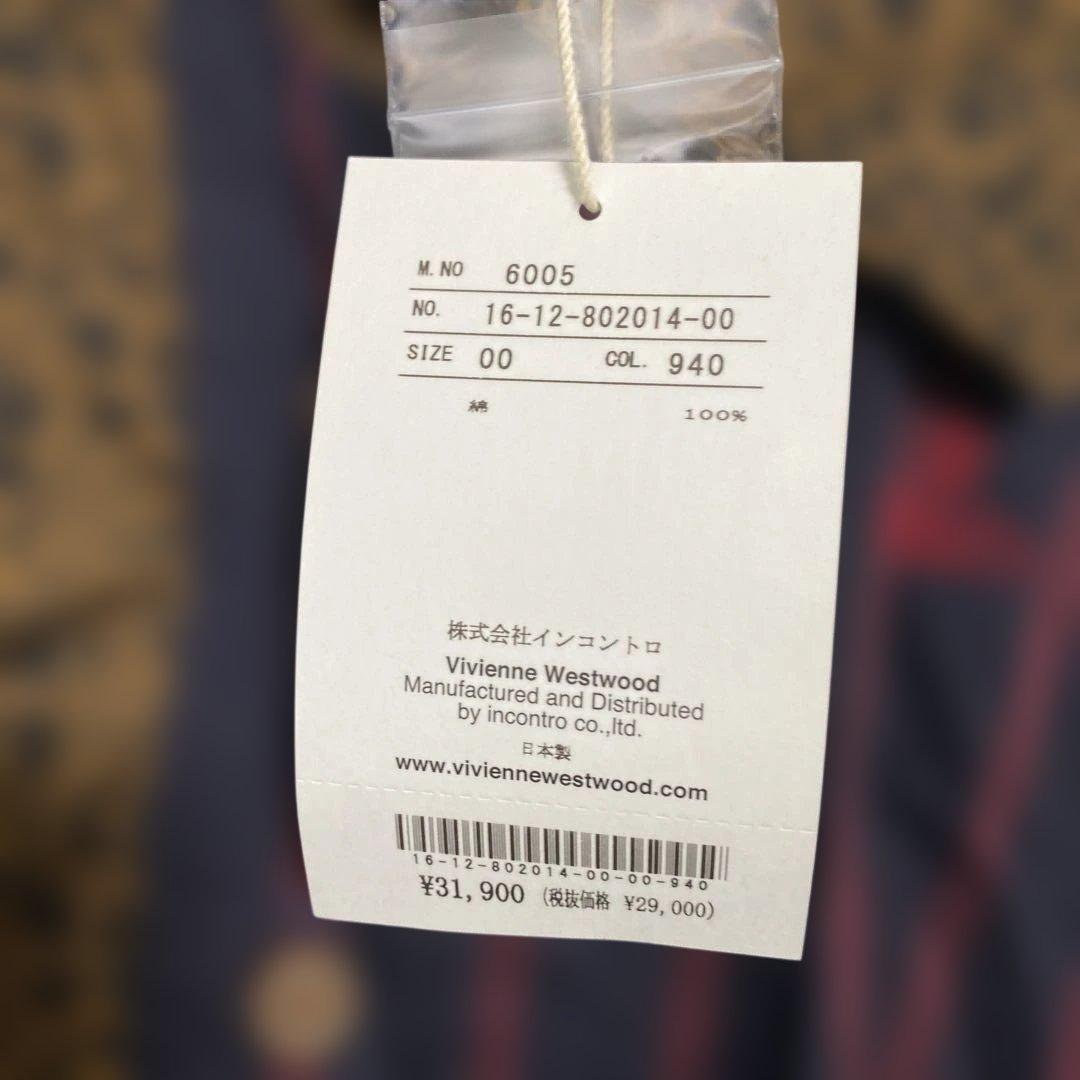 M.NO 6005
NO. 16-12-802014-00
SIZE 00 COL. 940
綿 100%
株式会社インコントロ
Vivienne Westwood
Manufactured and Distributed
by incontro co.,ltd.
日本製
www.viviennewestwood.com
16-12-802014-00-00-940
¥31,900 (税抜価格 ¥29,000)